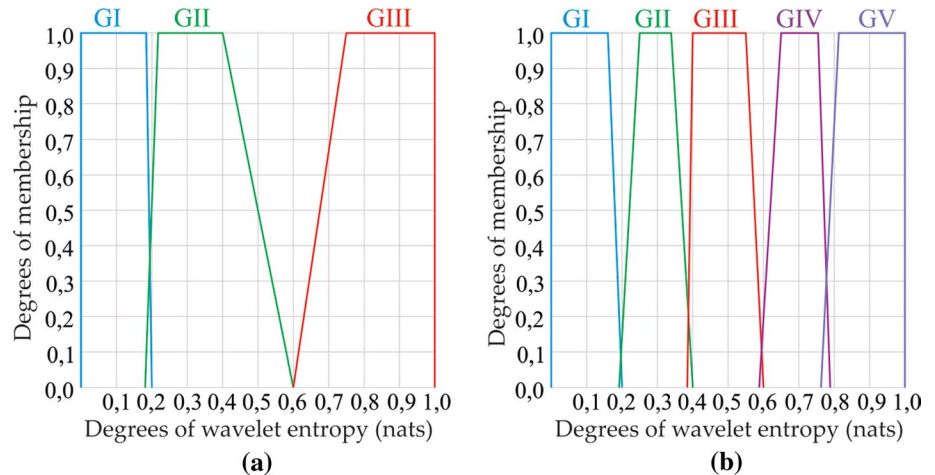 GI GII GIII
1,0
0,9
0,8
0,7
0,6
0,5
0,4
0,3
0,2
0,1
0,0
Degrees of membership
0,1 0,2 0,3 0,4 0,5 0,6 0,7 0,8 0,9 1,0
Degrees of wavelet entropy (nats)
(a)
GI GII GIII GIV GV
1,0
0,9
0,8
0,7
0,6
0,5
0,4
0,3
0,2
0,1
0,0
Degrees of membership
0,1 0,2 0,3 0,4 0,5 0,6 0,7 0,8 0,9 1,0
Degrees of wavelet entropy (nats)
(b)